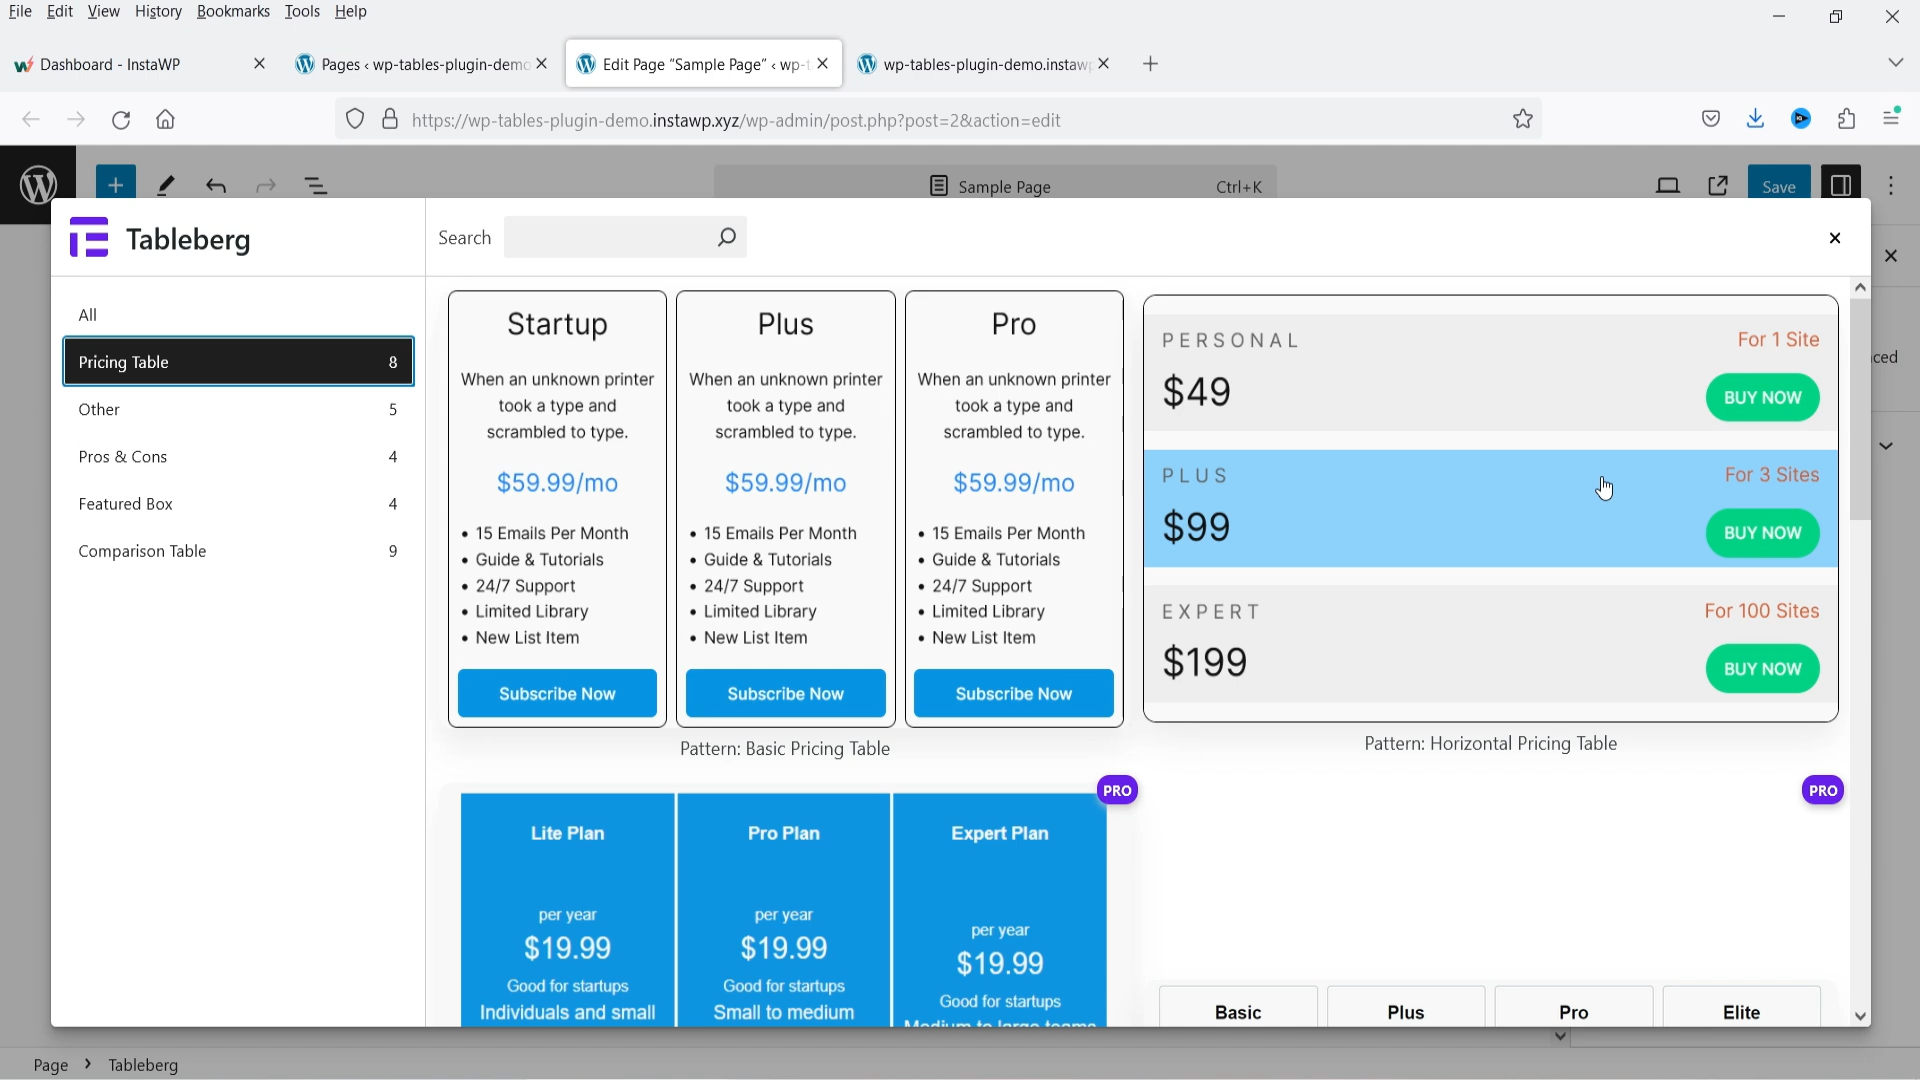 File Edit View History Bookmarks Tools Help
Dashboard - InstaWP
Pages ‹ wp-tables-plugin-demo
Edit Page “Sample Page” ‹ wp-t
wp-tables-plugin-demo.instaw
https://wp-tables-plugin-demo.instawp.xyz/wp-admin/post.php?post=2&action=edit
Sample Page Ctrl+K
Save
Tableberg
Search
All
Pricing Table 8
Other 5
Pros & Cons 4
Featured Box 4
Comparison Table 9
Startup
When an unknown printer
took a type and
scrambled to type.
$59.99/mo
• 15 Emails Per Month
• Guide & Tutorials
• 24/7 Support
• Limited Library
• New List Item
Subscribe Now
Plus
When an unknown printer
took a type and
scrambled to type.
$59.99/mo
• 15 Emails Per Month
• Guide & Tutorials
• 24/7 Support
• Limited Library
• New List Item
Subscribe Now
Pro
When an unknown printer
took a type and
scrambled to type.
$59.99/mo
• 15 Emails Per Month
• Guide & Tutorials
• 24/7 Support
• Limited Library
• New List Item
Subscribe Now
Pattern: Basic Pricing Table
PERSONAL For 1 Site
$49 BUY NOW
PLUS For 3 Sites
$99 BUY NOW
EXPERT For 100 Sites
$199 BUY NOW
Pattern: Horizontal Pricing Table
ced
PRO
Lite Plan
per year
$19.99
Good for startups
Individuals and small
Pro Plan
per year
$19.99
Good for startups
Small to medium
Expert Plan
per year
$19.99
Good for startups
Medium to large teams
PRO
Basic Plus Pro Elite
Page › Tableberg